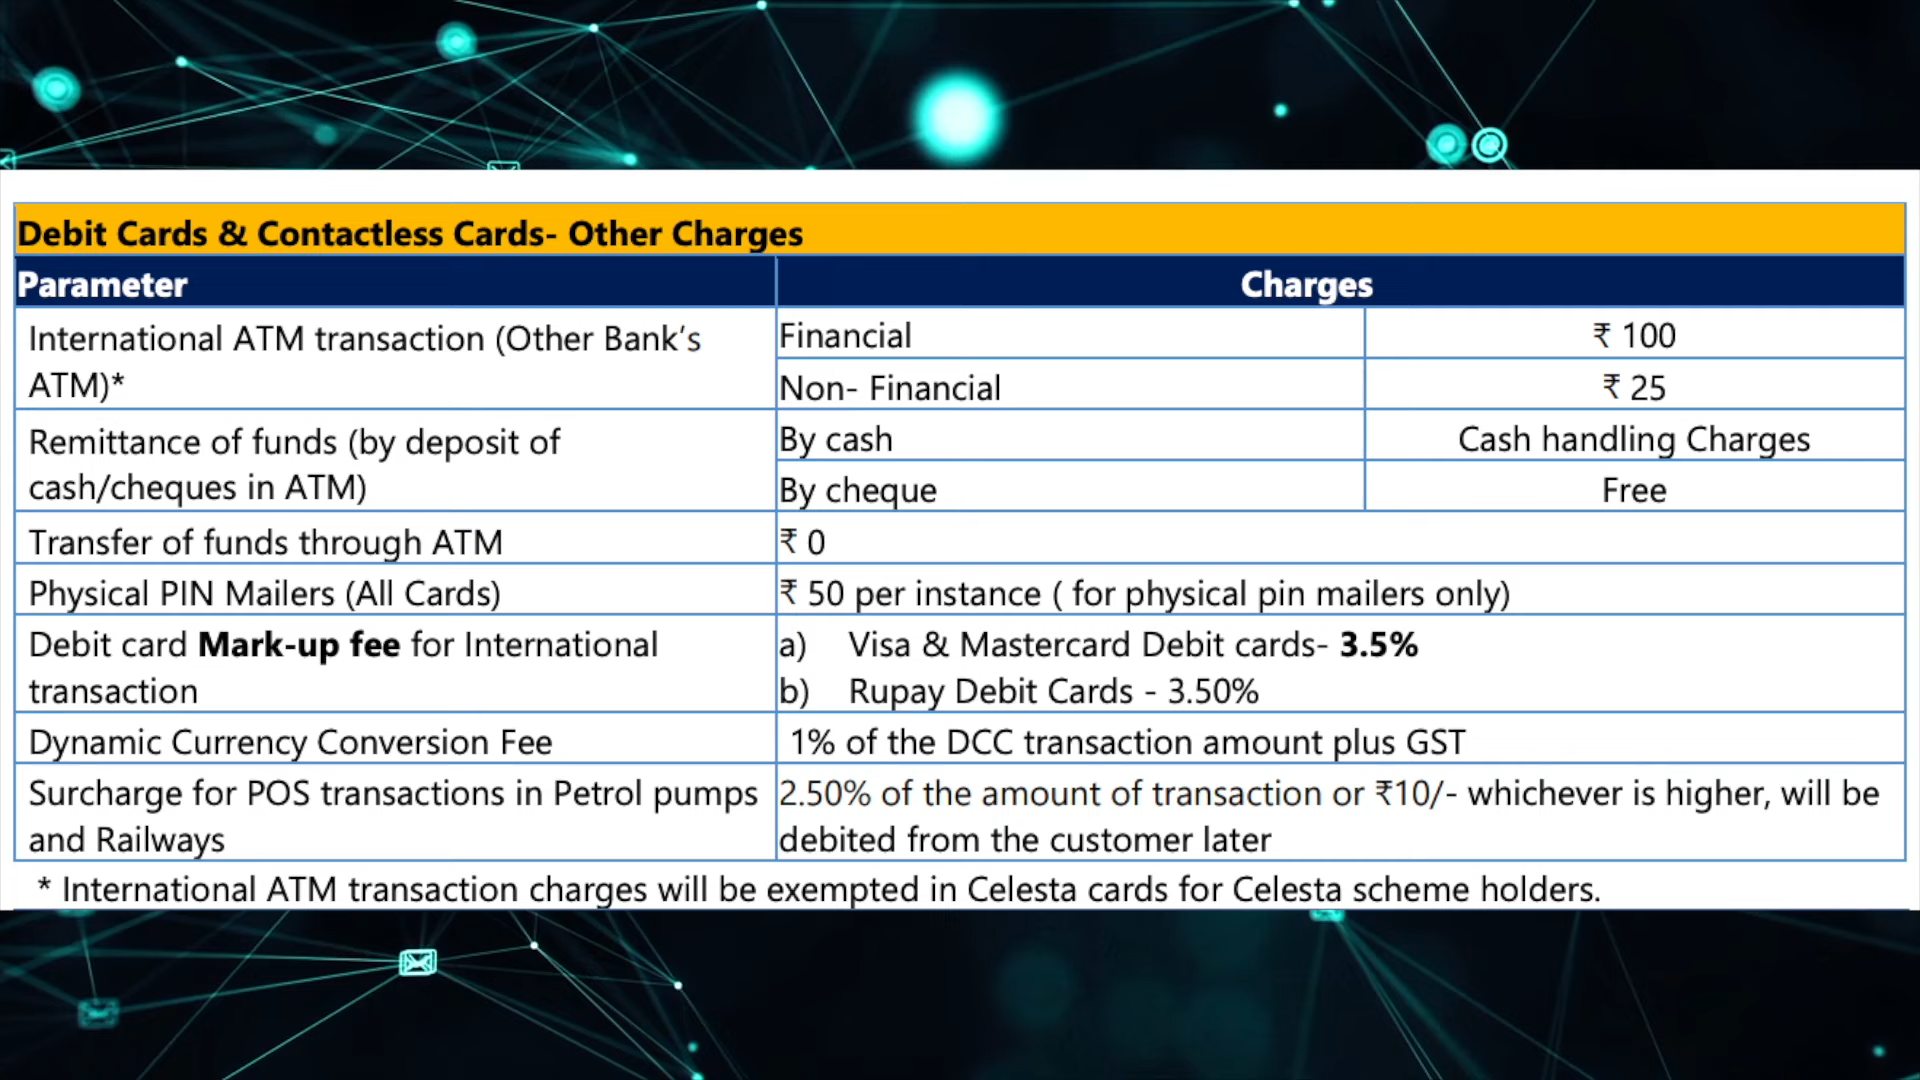 Debit Cards & Contactless Cards- Other Charges
Parameter Charges
International ATM transaction (Other Bank’s
ATM)*
Financial ₹ 100
Non- Financial ₹ 25
Remittance of funds (by deposit of
cash/cheques in ATM)
By cash Cash handling Charges
By cheque Free
Transfer of funds through ATM ₹ 0
Physical PIN Mailers (All Cards) ₹ 50 per instance ( for physical pin mailers only)
Debit card Mark-up fee for International
transaction
a) Visa & Mastercard Debit cards- 3.5%
b) Rupay Debit Cards - 3.50%
Dynamic Currency Conversion Fee 1% of the DCC transaction amount plus GST
Surcharge for POS transactions in Petrol pumps
and Railways
2.50% of the amount of transaction or ₹10/- whichever is higher, will be
debited from the customer later
* International ATM transaction charges will be exempted in Celesta cards for Celesta scheme holders.